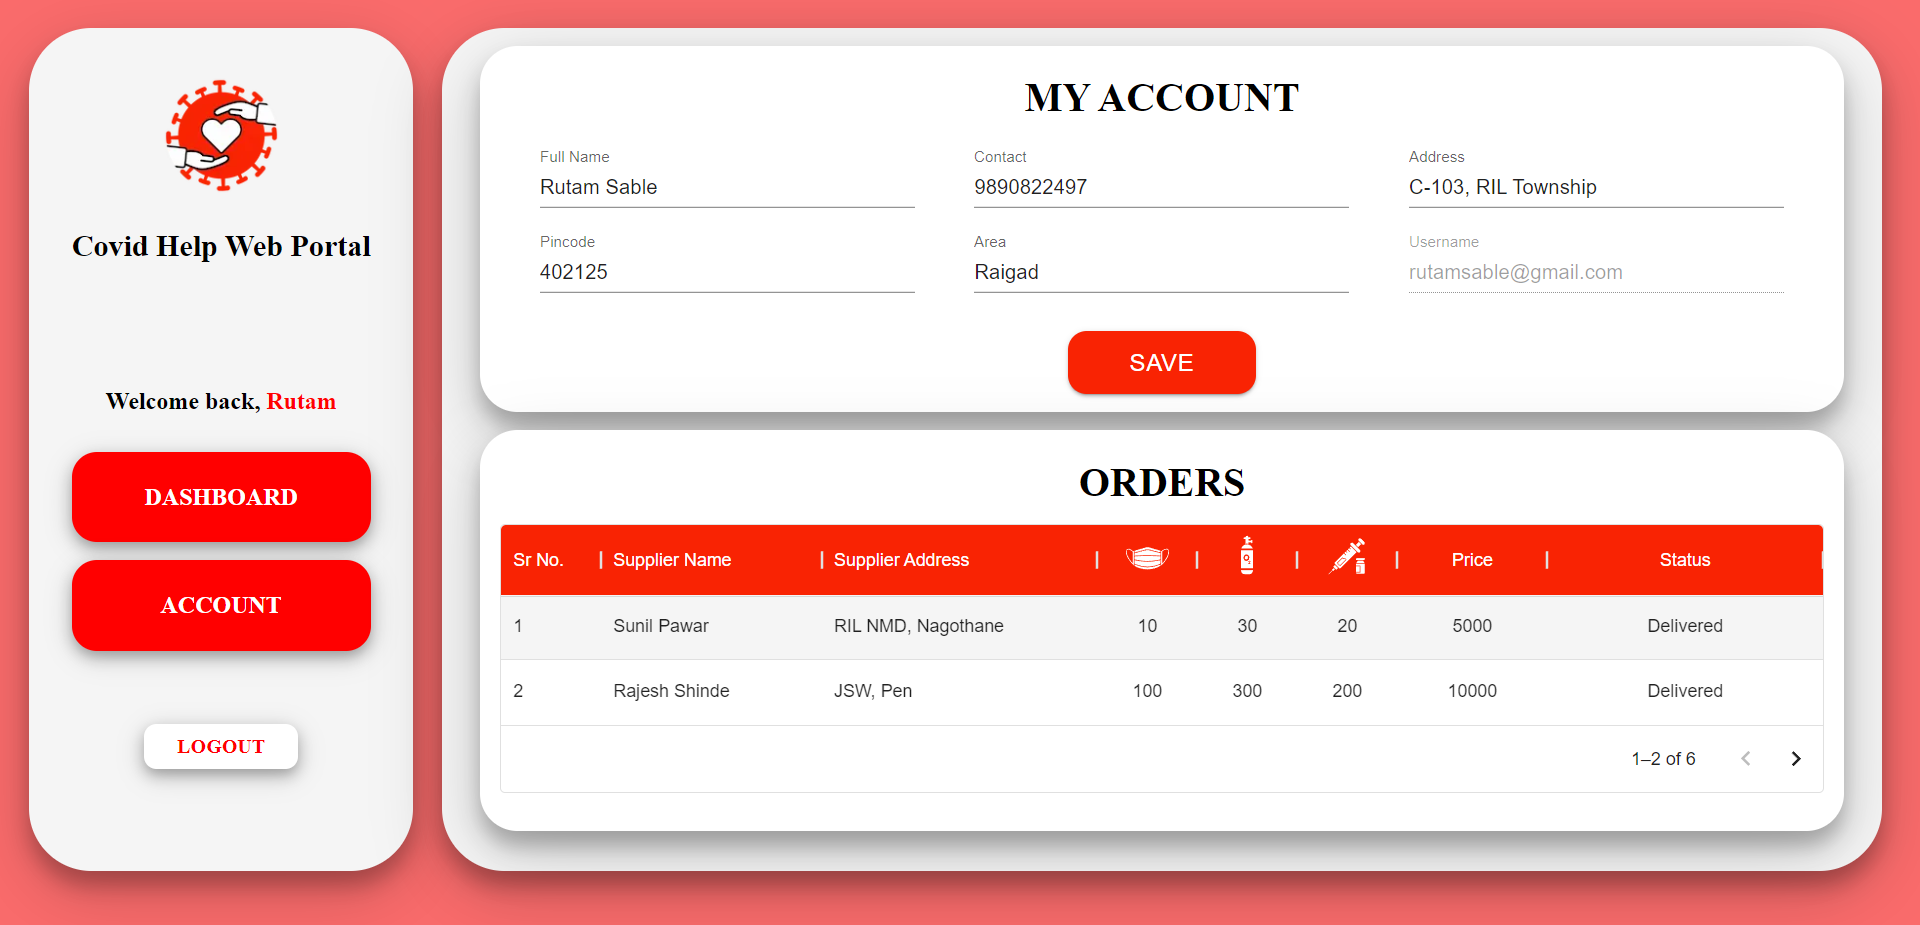 Covid Help Web Portal
Welcome back, Rutam
DASHBOARD
ACCOUNT
LOGOUT
MY ACCOUNT
Full Name Contact Address
Rutam Sable 9890822497 C-103, RIL Township
Pincode Area Username
402125 Raigad rutamsable@gmail.com
SAVE
ORDERS
Sr No. Supplier Name Supplier Address Price Status
1 Sunil Pawar RIL NMD, Nagothane 10 30 20 5000 Delivered
2 Rajesh Shinde JSW, Pen 100 300 200 10000 Delivered
1–2 of 6